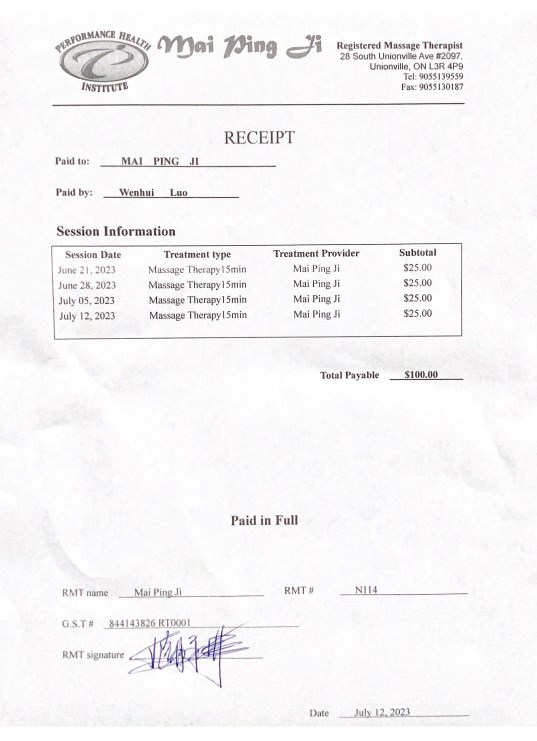 PERFORMANCE HEALTH
INSTITUTE
Mai Ping Ji
Registered Massage Therapist
28 South Unionville Ave #2097,
Unionville, ON L3R 4P9
Tel: 9055139559
Fax: 9055130187
RECEIPT
Paid to: MAI PING JI
Paid by: Wenhui Luo
Session Information
Session Date Treatment type Treatment Provider Subtotal
June 21, 2023 Massage Therapy15min Mai Ping Ji $25.00
June 28, 2023 Massage Therapy15min Mai Ping Ji $25.00
July 05, 2023 Massage Therapy15min Mai Ping Ji $25.00
July 12, 2023 Massage Therapy15min Mai Ping Ji $25.00
Total Payable $100.00
Paid in Full
RMT name Mai Ping Ji RMT # N114
G.S.T # 844143826 RT0001
RMT signature
Date July 12, 2023